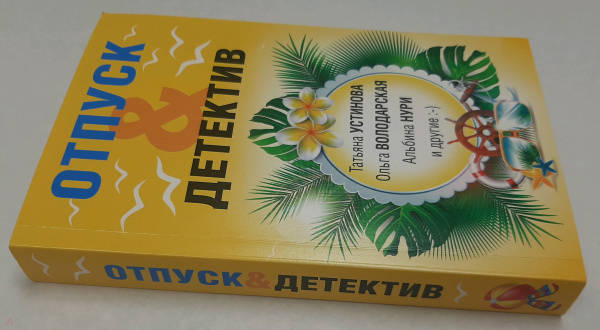 ОТПУСК
&
ДЕТЕКТИВ
Татьяна УСТИНОВА
Ольга ВОЛОДАРСКАЯ
Альбина НУРИ
и другие :-)
ОТПУСК&ДЕТЕКТИВ